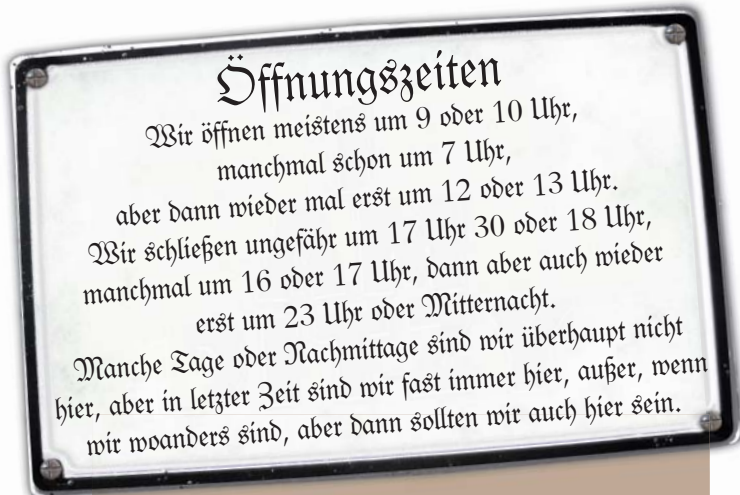 Öffnungszeiten
Wir öffnen meistens um 9 oder 10 Uhr,
manchmal schon um 7 Uhr,
aber dann wieder mal erst um 12 oder 13 Uhr.
Wir schließen ungefähr um 17 Uhr 30 oder 18 Uhr,
manchmal um 16 oder 17 Uhr, dann aber auch wieder
erst um 23 Uhr oder Mitternacht.
Manche Tage oder Nachmittage sind wir überhaupt nicht
hier, aber in letzter Zeit sind wir fast immer hier, außer, wenn
wir woanders sind, aber dann sollten wir auch hier sein.